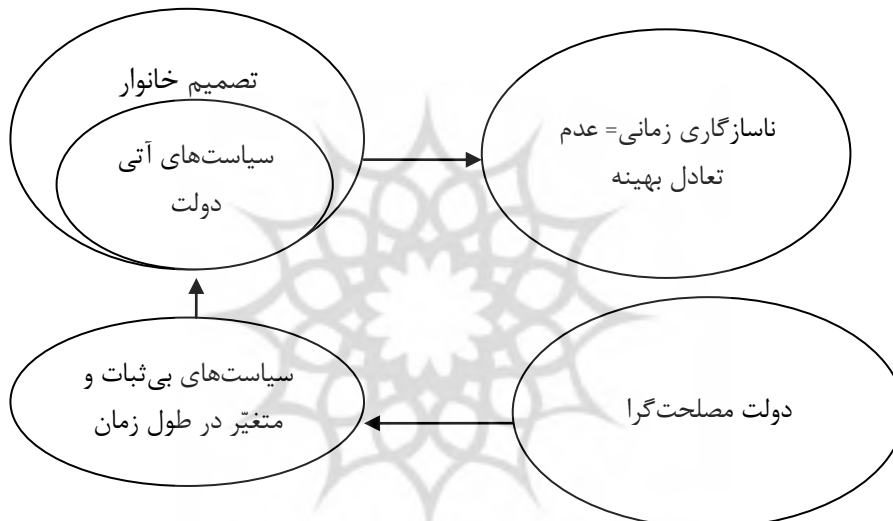 تصمیم خانوار
سیاست‌های آتی
دولت
ناسازگاری زمانی= عدم
تعادل بهینه
سیاست‌های بی‌ثبات و
متغیّر در طول زمان
دولت مصلحت‌گرا